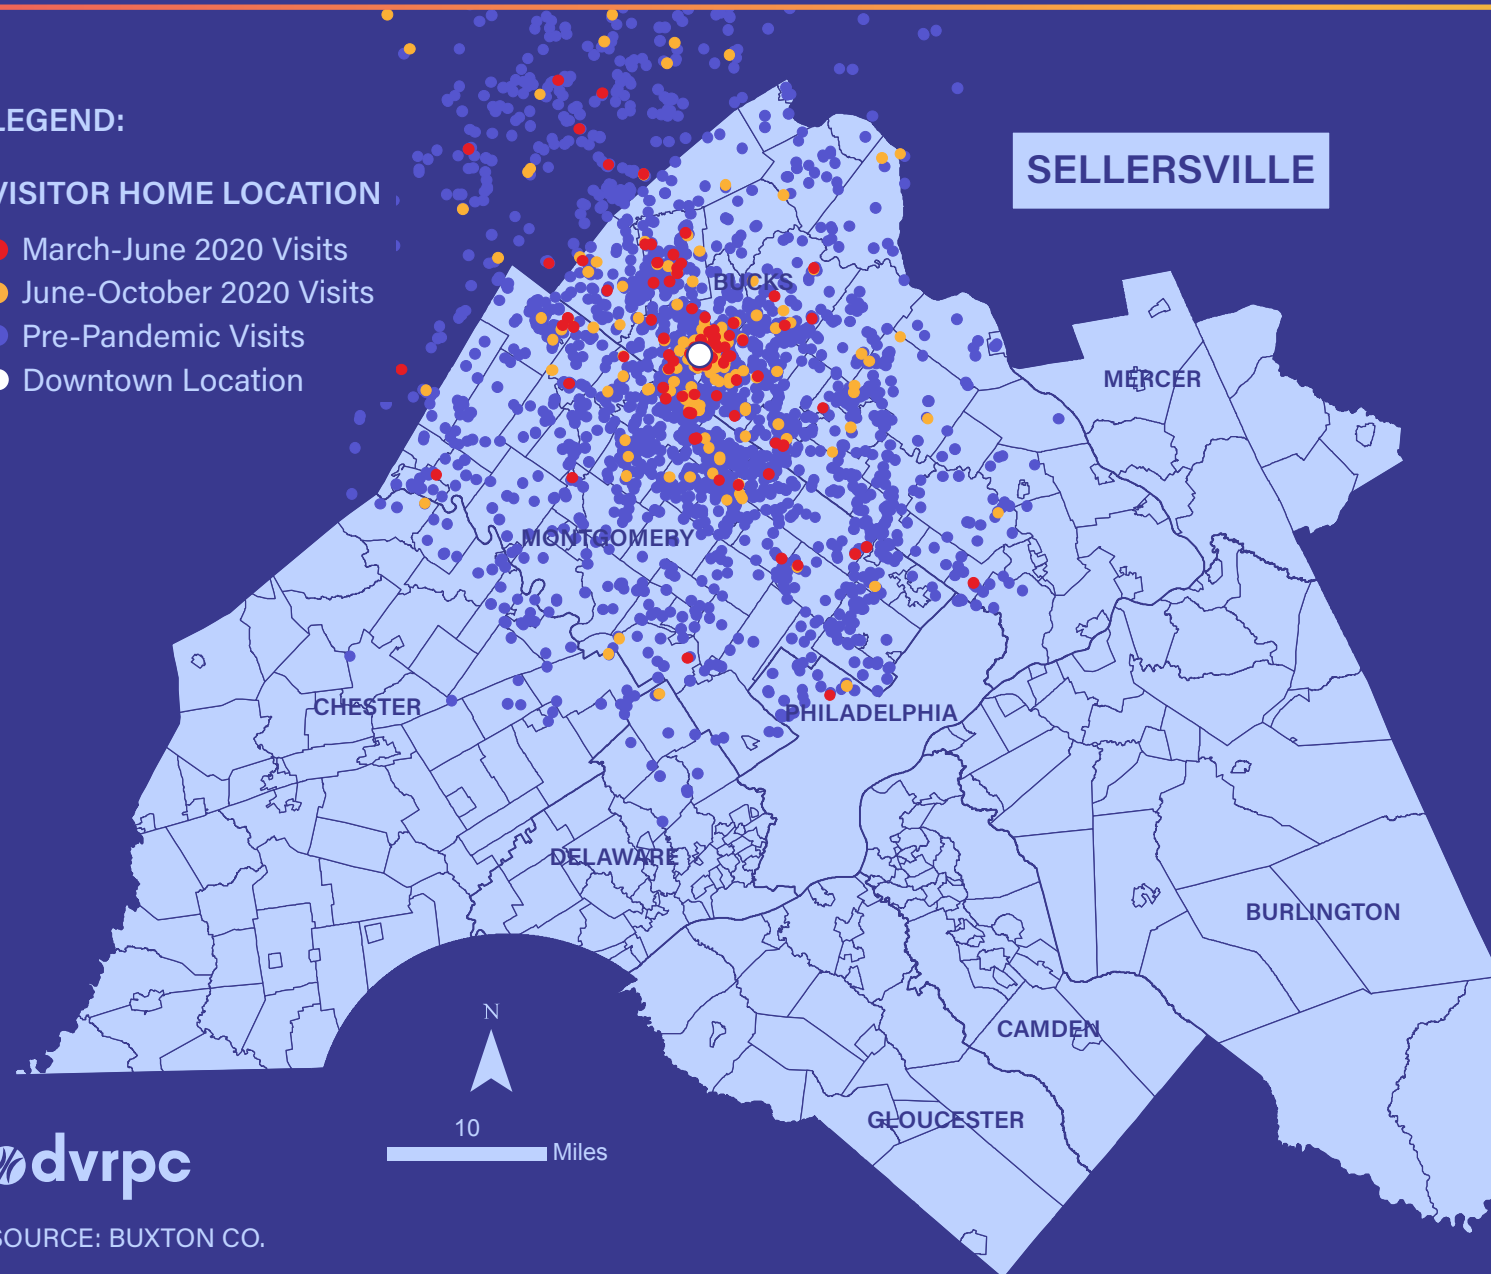 LEGEND:
VISITOR HOME LOCATION
March-June 2020 Visits
June-October 2020 Visits
Pre-Pandemic Visits
Downtown Location
SELLERSVILLE
BUCKS
MERCER
MONTGOMERY
CHESTER
PHILADELPHIA
DELAWARE
BURLINGTON
CAMDEN
GLOUCESTER
N
10
Miles
dvrpc
SOURCE: BUXTON CO.